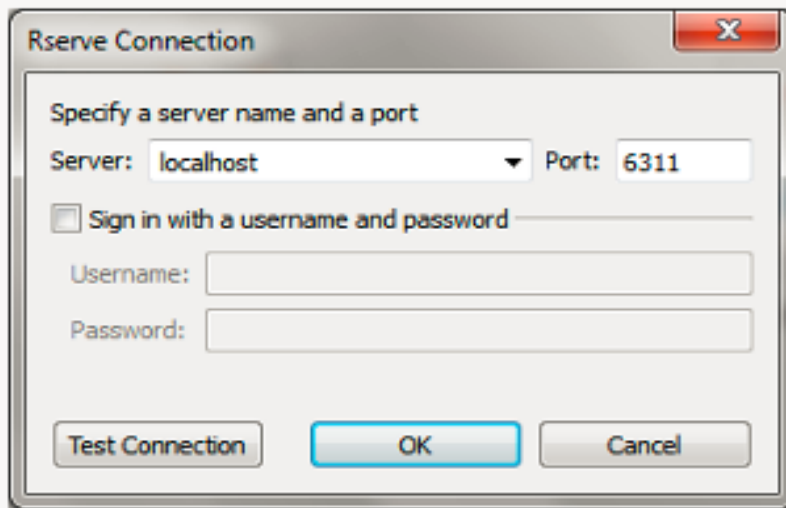 Rserve Connection
Specify a server name and a port
Server: localhost Port: 6311
Sign in with a username and password
Username:
Password:
Test Connection OK Cancel